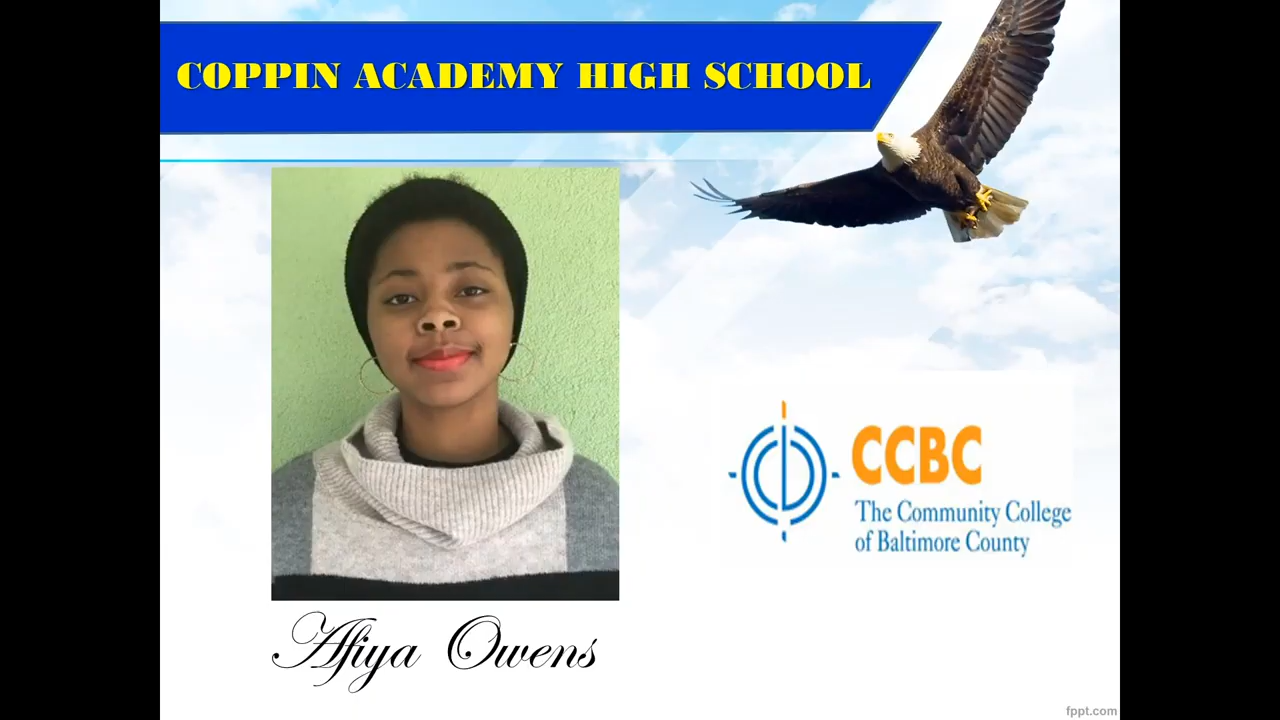 COPPIN ACADEMY HIGH SCHOOL
CCBC
The Community College
of Baltimore County
Afiya Owens
fppt.com